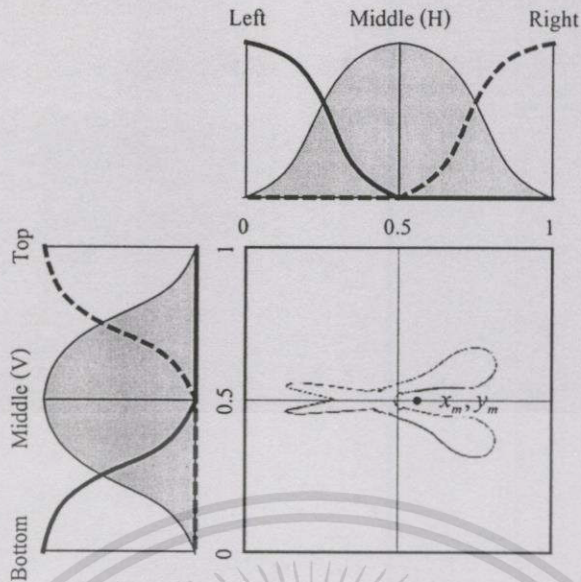 Left Middle (H) Right
0 0.5 1
Top
Middle (V)
Bottom
1
0.5
0
x_m, y_m